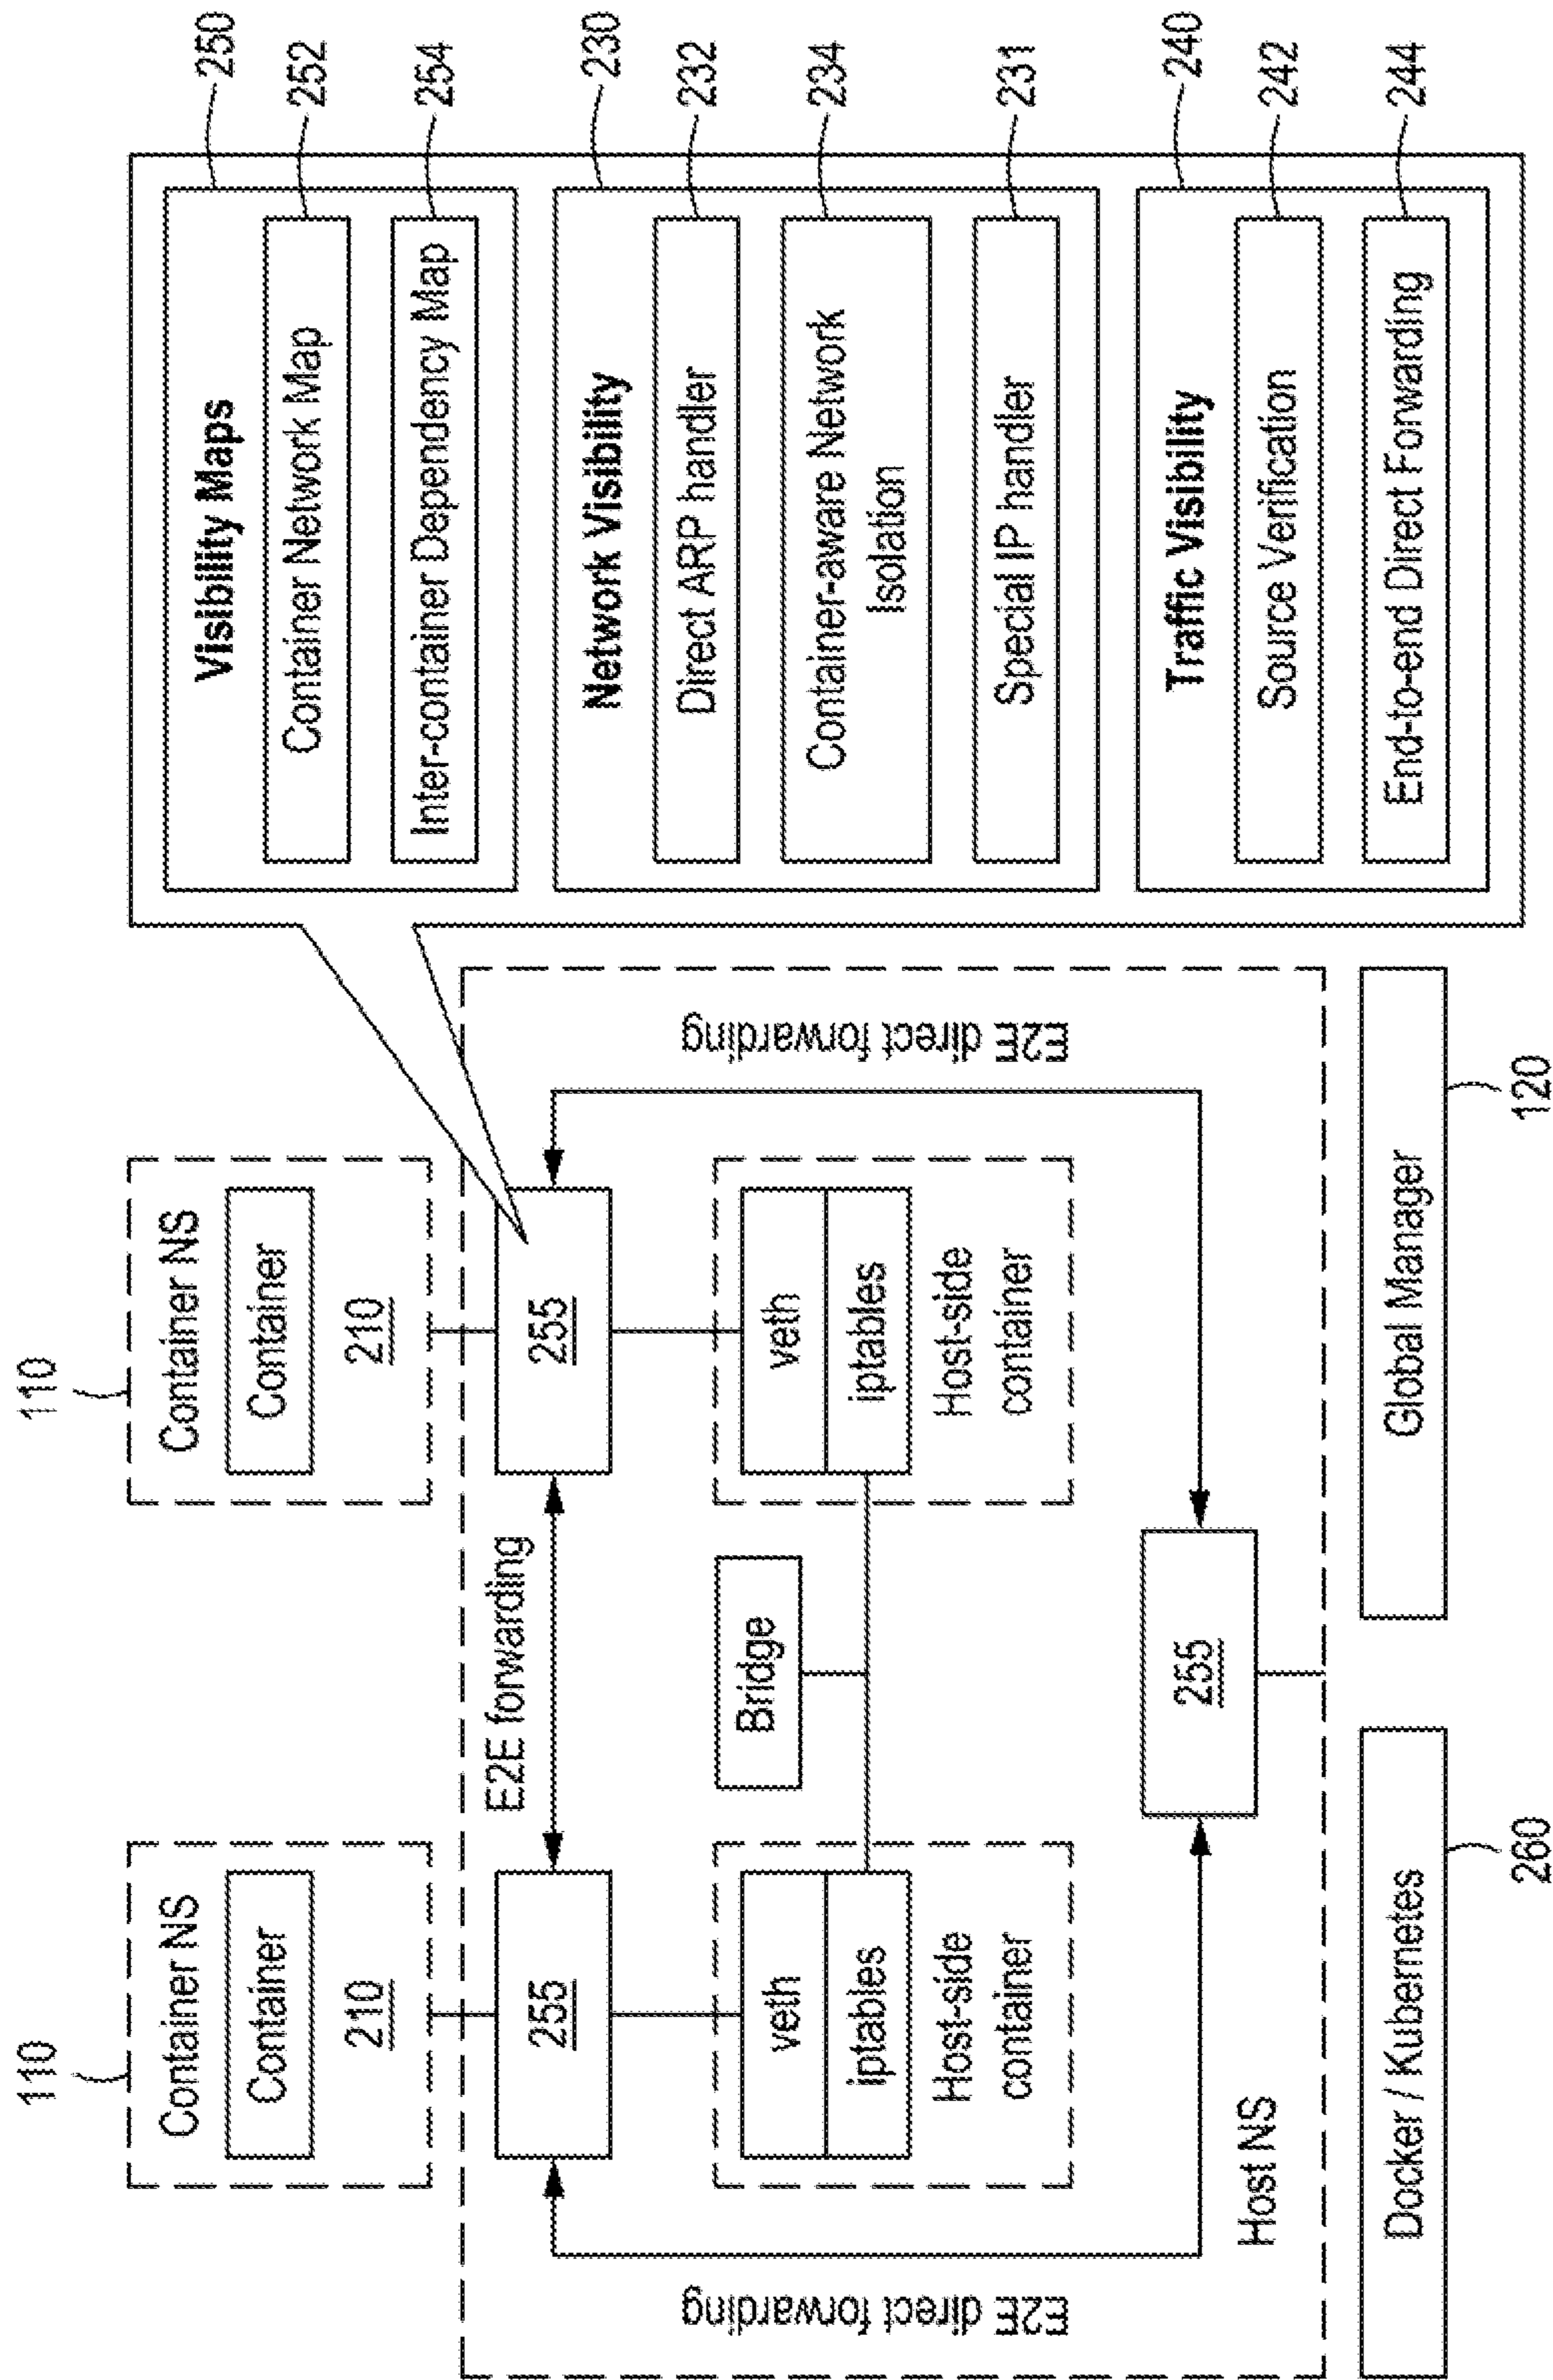 110
110
Container NS
Container
210
Container NS
Container
210
E2E forwarding
255
255
E2E direct forwarding
E2E direct forwarding
Bridge
veth
iptables
Host-side
container
veth
iptables
Host-side
container
255
Host NS
Docker / Kubernetes
260
Global Manager
120
Visibility Maps
250
Container Network Map
252
Inter-container Dependency Map
254
Network Visibility
230
Direct ARP handler
232
Container-aware Network
Isolation
234
Special IP handler
231
Traffic Visibility
240
Source Verification
242
End-to-end Direct Forwarding
244